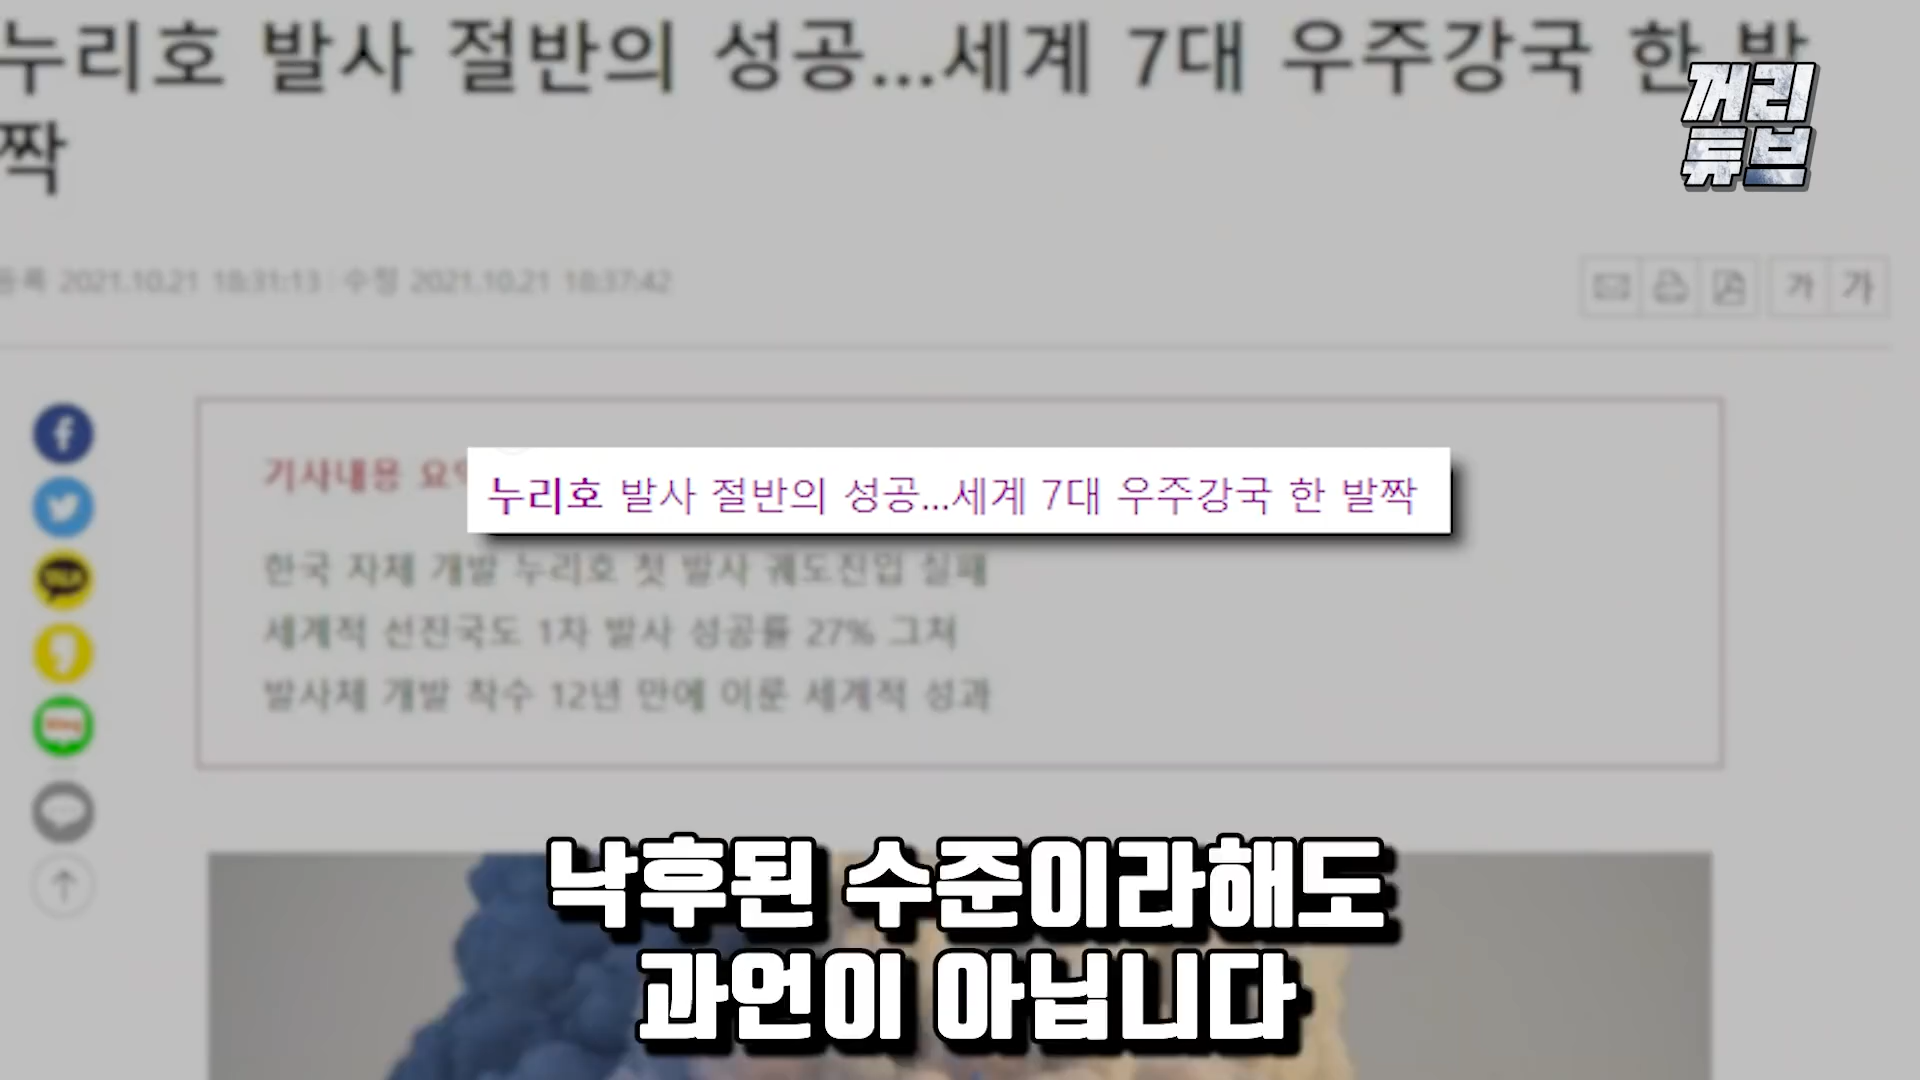 누리호 발사 절반의 성공...세계 7대 우주강국 한 발
짝
꺼리
튜브
등록 2021.10.21 18:31:13 | 수정 2021.10.21 18:37:42
가 가
기사내용
누리호 발사 절반의 성공...세계 7대 우주강국 한 발짝
한국 자체 개발 누리호 첫 발사 궤도진입 실패
세계적 선진국도 1차 발사 성공률 27% 그쳐
발사체 개발 착수 12년 만에 이룬 세계적 성과
낙후된 수준이라해도
과언이 아닙니다